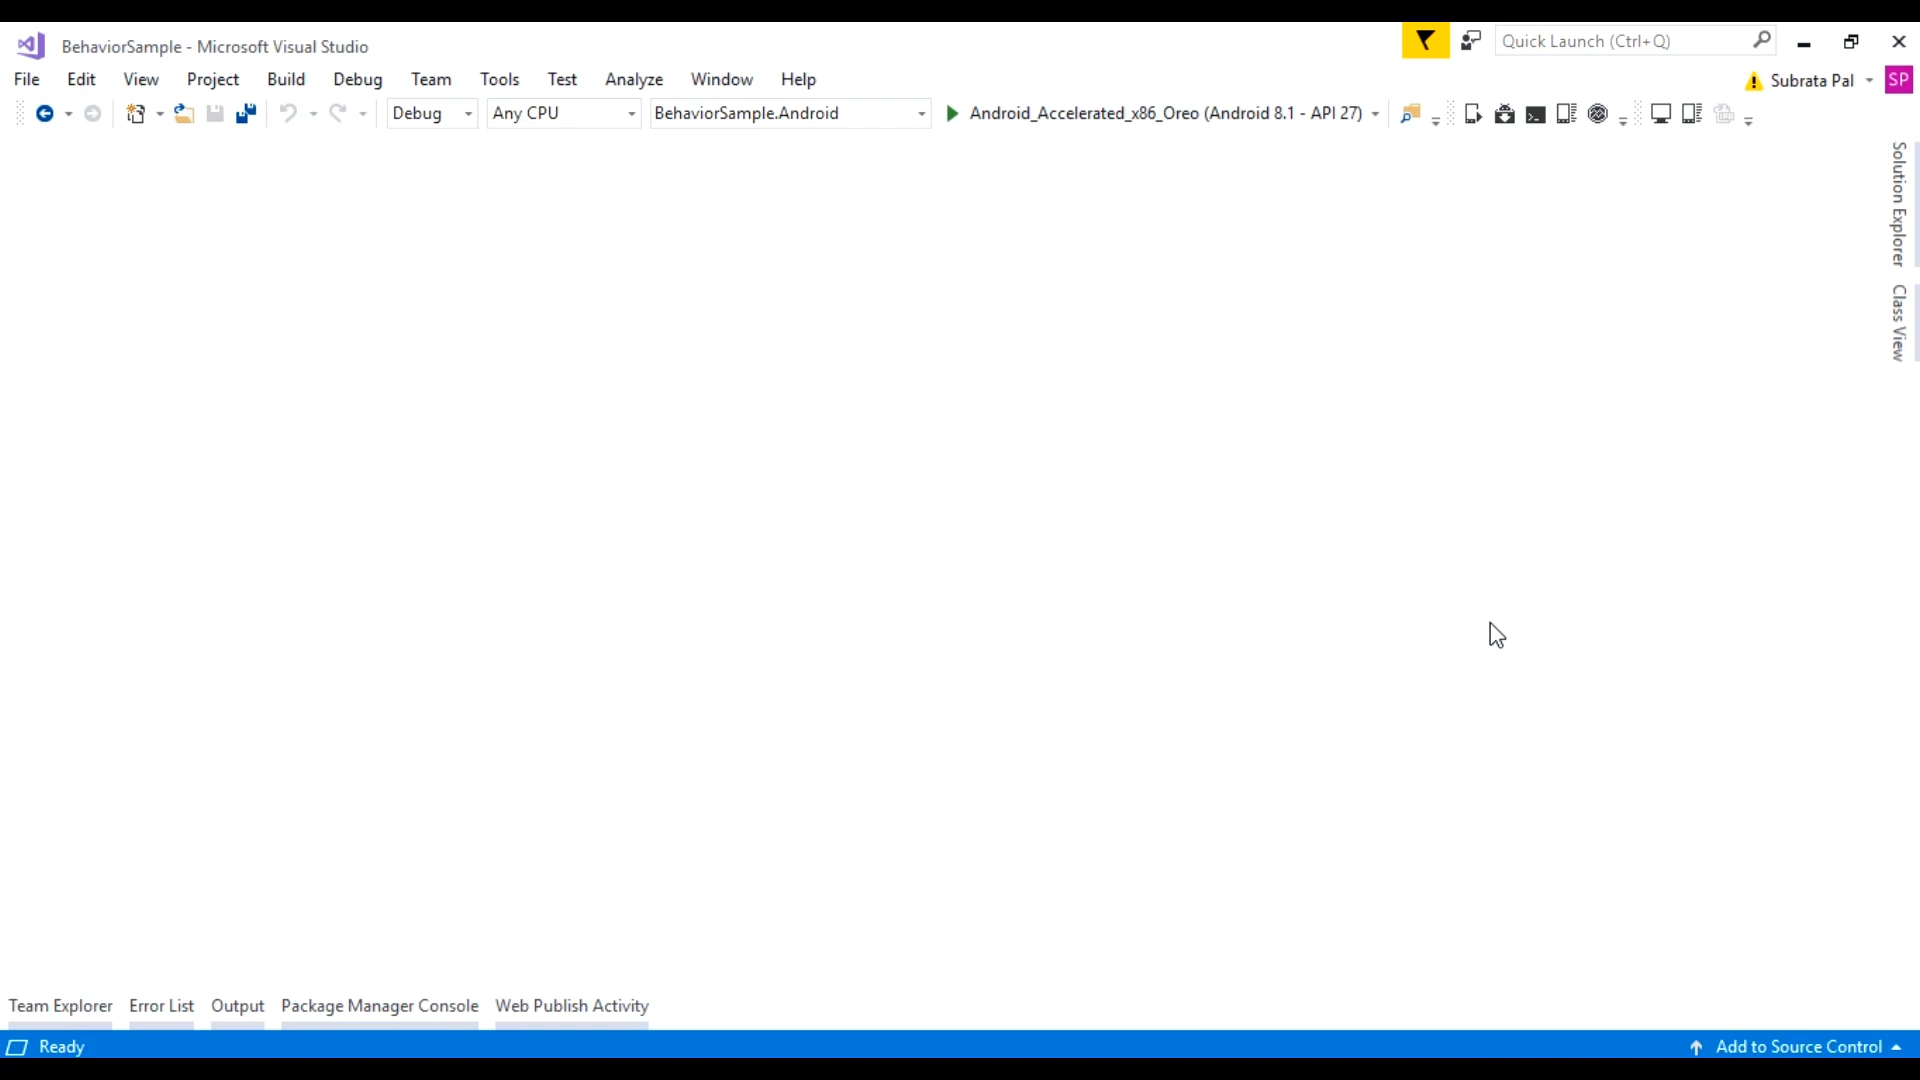 BehaviorSample - Microsoft Visual Studio
Quick Launch (Ctrl+Q)
File Edit View Project Build Debug Team Tools Test Analyze Window Help
Subrata Pal SP
Debug Any CPU BehaviorSample.Android Android_Accelerated_x86_Oreo (Android 8.1 - API 27)
Solution Explorer
Class View
Team Explorer Error List Output Package Manager Console Web Publish Activity
Ready Add to Source Control